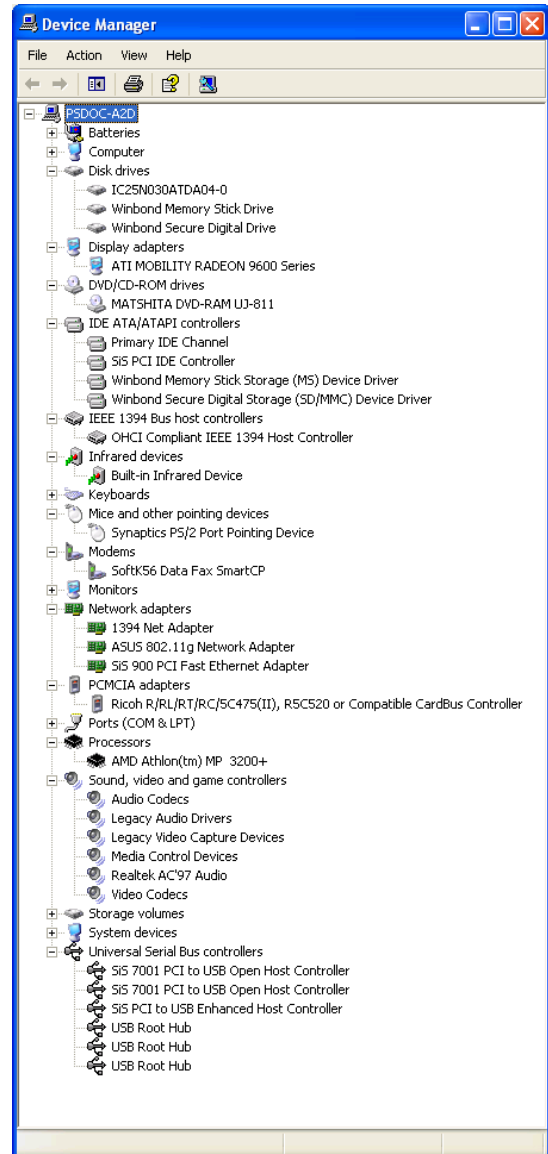 Device Manager
File Action View Help
PSDOC-A2D
Batteries
Computer
Disk drives
IC25N030ATDA04-0
Winbond Memory Stick Drive
Winbond Secure Digital Drive
Display adapters
ATI MOBILITY RADEON 9600 Series
DVD/CD-ROM drives
MATSHITA DVD-RAM UJ-811
IDE ATA/ATAPI controllers
Primary IDE Channel
SiS PCI IDE Controller
Winbond Memory Stick Storage (MS) Device Driver
Winbond Secure Digital Storage (SD/MMC) Device Driver
IEEE 1394 Bus host controllers
OHCI Compliant IEEE 1394 Host Controller
Infrared devices
Built-in Infrared Device
Keyboards
Mice and other pointing devices
Synaptics PS/2 Port Pointing Device
Modems
SoftK56 Data Fax SmartCP
Monitors
Network adapters
1394 Net Adapter
ASUS 802.11g Network Adapter
SiS 900 PCI Fast Ethernet Adapter
PCMCIA adapters
Ricoh R/RL/RT/RC/5C475(II), R5C520 or Compatible CardBus Controller
Ports (COM & LPT)
Processors
AMD Athlon(tm) MP 3200+
Sound, video and game controllers
Audio Codecs
Legacy Audio Drivers
Legacy Video Capture Devices
Media Control Devices
Realtek AC'97 Audio
Video Codecs
Storage volumes
System devices
Universal Serial Bus controllers
SiS 7001 PCI to USB Open Host Controller
SiS 7001 PCI to USB Open Host Controller
SiS PCI to USB Enhanced Host Controller
USB Root Hub
USB Root Hub
USB Root Hub